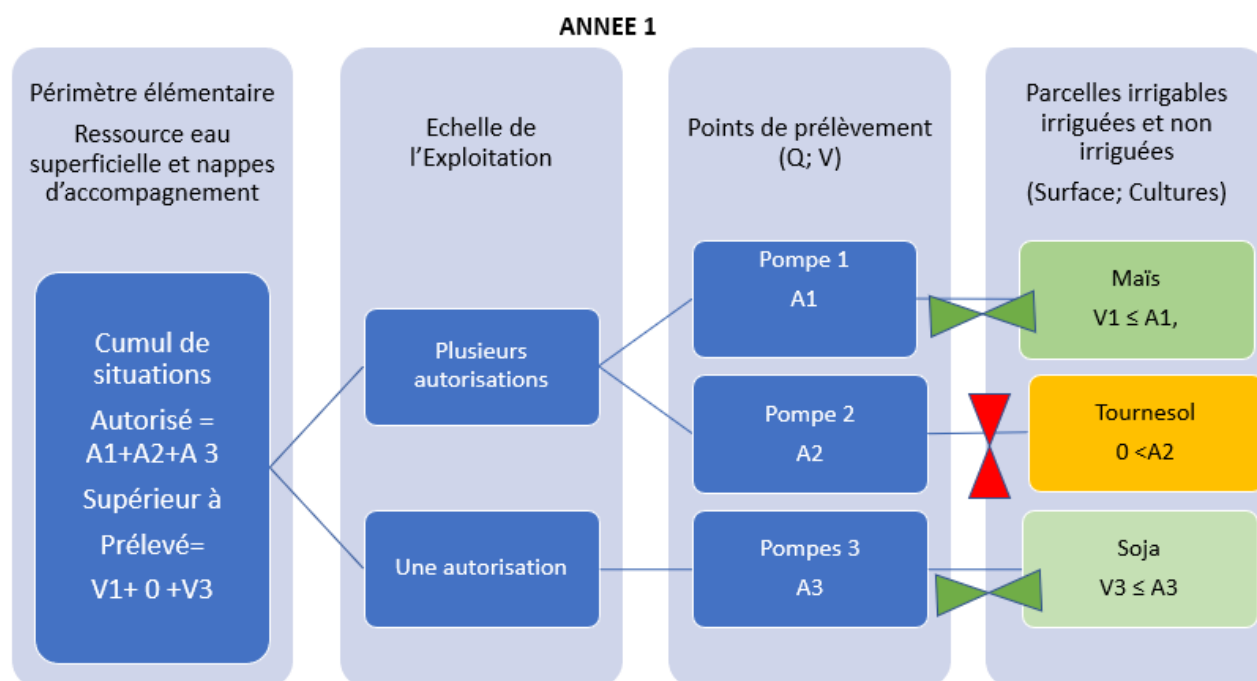 ANNEE 1
Périmètre élémentaire
Ressource eau
superficielle et nappes
d'accompagnement
Cumul de
situations
Autorisé =
A1+A2+A 3
Supérieur à
Prélevé=
V1+ 0 +V3
Echelle de
l'Exploitation
Plusieurs
autorisations
Une autorisation
Points de prélèvement
(Q; V)
Pompe 1
A1
Pompe 2
A2
Pompes 3
A3
Parcelles irrigables
irriguées et non
irriguées
(Surface; Cultures)
Maïs
V1 ≤ A1,
Tournesol
0 <A2
Soja
V3 ≤ A3